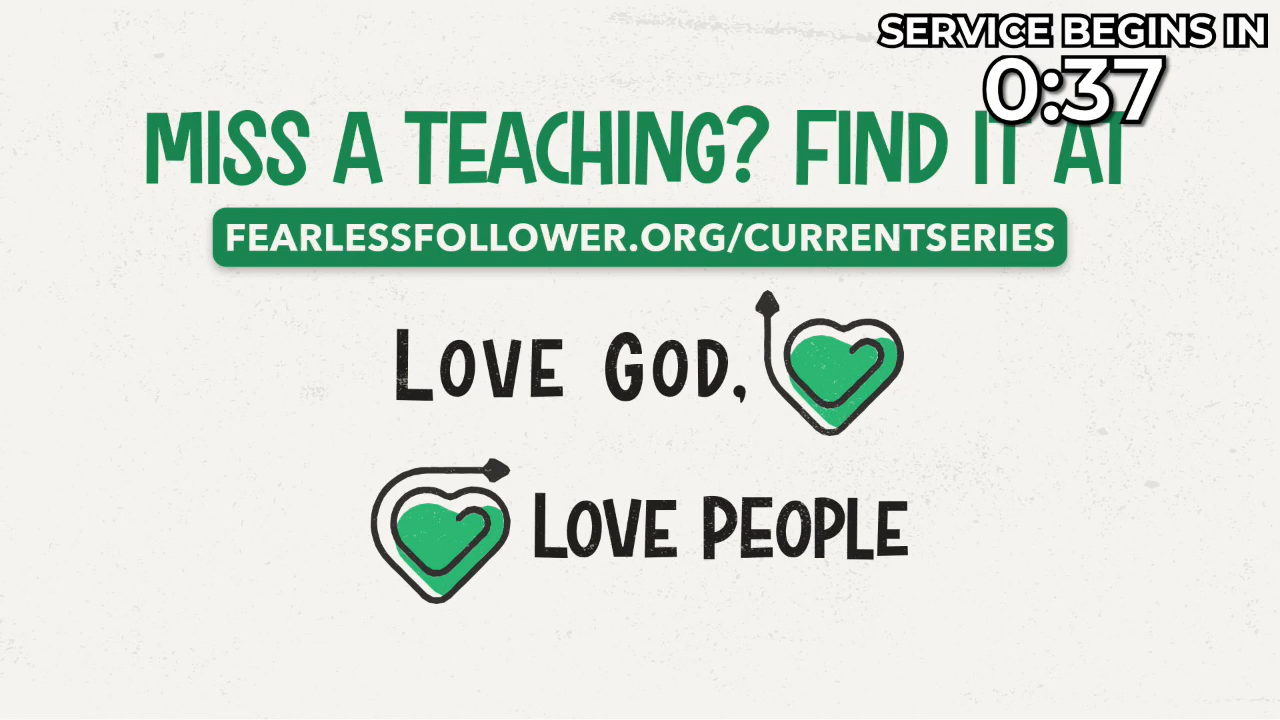 SERVICE BEGINS IN
0:37
MISS A TEACHING? FIND IT AT
FEARLESSFOLLOWER.ORG/CURRENTSERIES
LOVE GOD,
LOVE PEOPLE